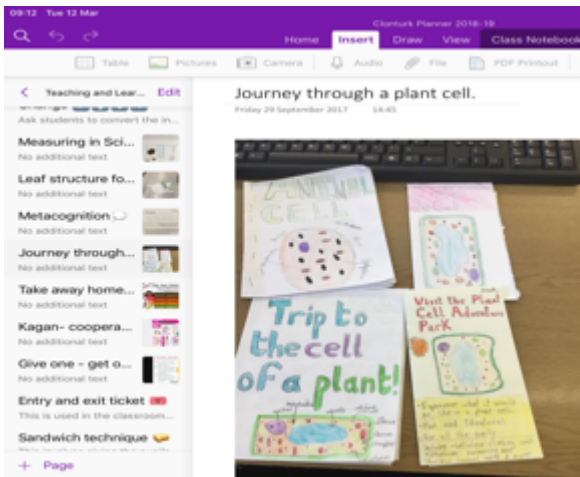 09:12 Tue 12 Mar
Clonturk Planner 2018-19
Home Insert Draw View Class Notebook
Table Pictures Camera Audio File PDF Printout
Teaching and Lear... Edit
Ask students to convert the in...
Measuring in Sci...
No additional text
Leaf structure fo...
No additional text
Metacognition
No additional text
Journey through...
No additional text
Take away home...
No additional text
Kagan- coopera...
No additional text
Give one - get o...
No additional text
Entry and exit ticket
This is used in the classroom...
Sandwich technique
+ Page
Journey through a plant cell.
Friday 29 September 2017 14:45
ANIMAL
CELL
Trip to
the cell
of a plant!
Visit the Plant
Cell Adventure
Park